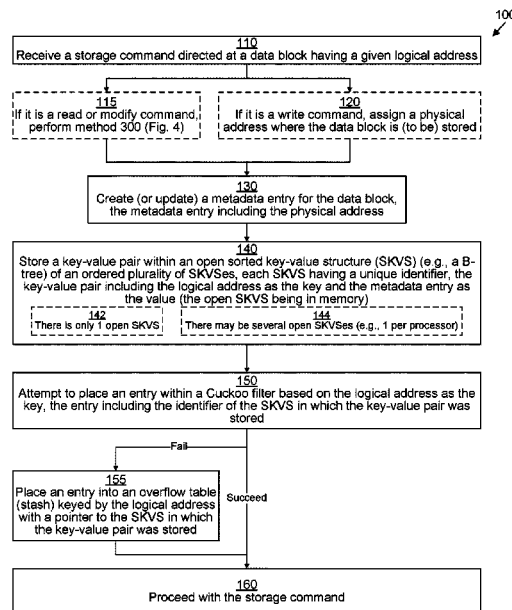 100
110
Receive a storage command directed at a data block having a given logical address
115
If it is a read or modify command,
perform method 300 (Fig. 4)
120
If it is a write command, assign a physical
address where the data block is (to be) stored
130
Create (or update) a metadata entry for the data block,
the metadata entry including the physical address
140
Store a key-value pair within an open sorted key-value structure (SKVS) (e.g., a B-
tree) of an ordered plurality of SKVSes, each SKVS having a unique identifier, the
key-value pair including the logical address as the key and the metadata entry as
the value (the open SKVS being in memory)
142
There is only 1 open SKVS
144
There may be several open SKVSes (e.g., 1 per processor)
150
Attempt to place an entry within a Cuckoo filter based on the logical address as the
key, the entry including the identifier of the SKVS in which the key-value pair was
stored
Fail
155
Place an entry into an overflow table
(stash) keyed by the logical address
with a pointer to the SKVS in which
the key-value pair was stored
Succeed
160
Proceed with the storage command